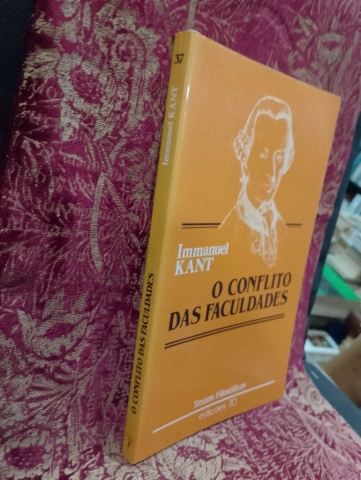 37
Immanuel KANT
O CONFLITO DAS FACULDADES
Immanuel
KANT
O CONFLITO
DAS FACULDADES
Textos Filosóficos
edições 70